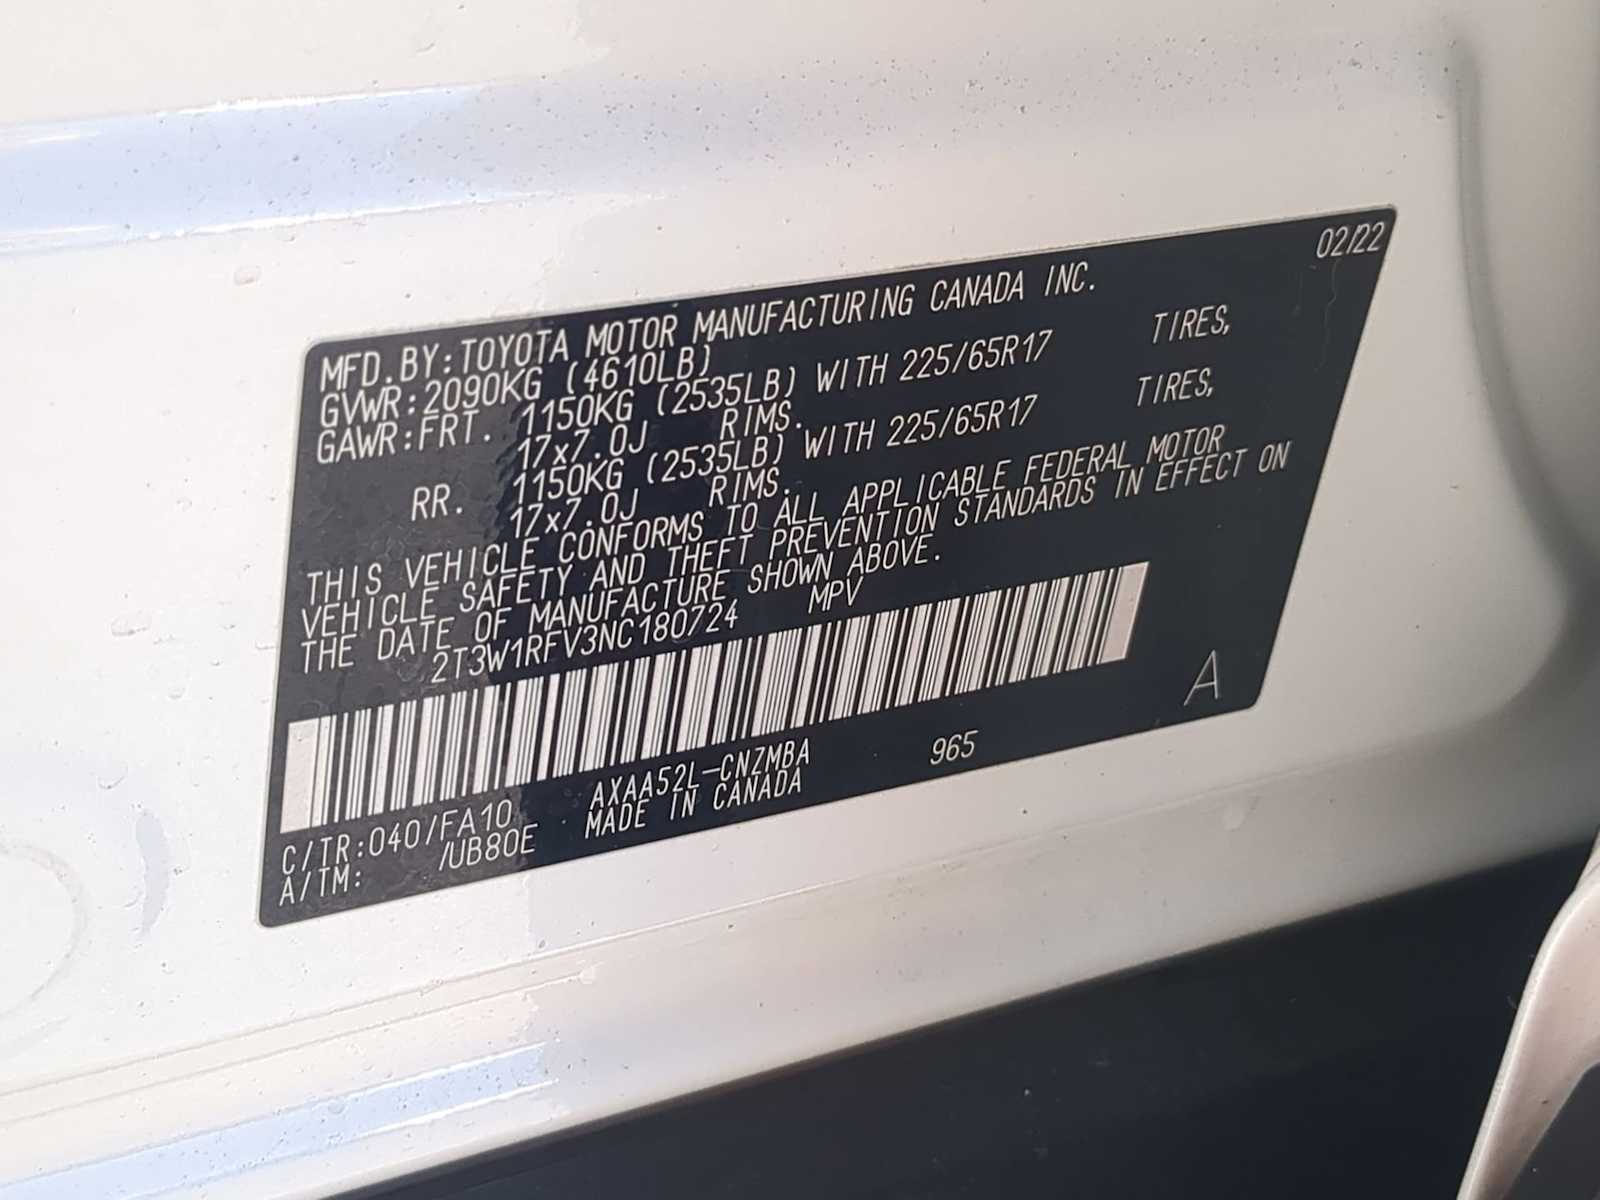 02/22
MFD.BY:TOYOTA MOTOR MANUFACTURING CANADA INC.
GVWR:2090KG (4610LB)
GAWR:FRT. 1150KG (2535LB) WITH 225/65R17 TIRES,
17x7.0J RIMS.
RR. 1150KG (2535LB) WITH 225/65R17 TIRES,
17x7.0J RIMS.
THIS VEHICLE CONFORMS TO ALL APPLICABLE FEDERAL MOTOR
VEHICLE SAFETY AND THEFT PREVENTION STANDARDS IN EFFECT ON
THE DATE OF MANUFACTURE SHOWN ABOVE.
2T3W1RFV3NC180724 MPV
A
C/TR:040/FA10 AXAA52L-CNZMBA 965
A/TM: /UB80E MADE IN CANADA